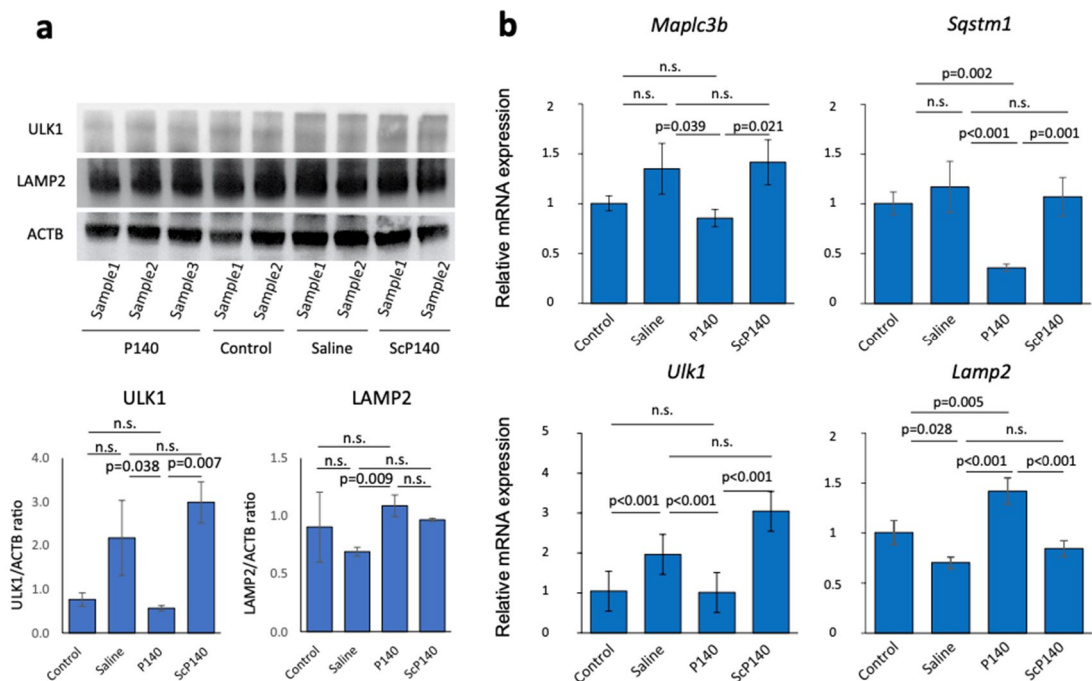 a
ULK1
LAMP2
ACTB
Sample1
Sample2
Sample3
Sample1
Sample2
Sample1
Sample2
Sample1
Sample2
P140
Control
Saline
ScP140
ULK1
n.s.
n.s.
n.s.
p=0.038
p=0.007
ULK1/ACTB ratio
4.0
3.0
2.0
1.0
0.0
Control
Saline
P140
ScP140
LAMP2
n.s.
n.s.
n.s.
p=0.009
n.s.
LAMP2/ACTB ratio
1.5
1.0
0.5
0.0
Control
Saline
P140
ScP140
b
Maplc3b
n.s.
n.s.
n.s.
p=0.039
p=0.021
Relative mRNA expression
2
1.5
1
0.5
0
Control
Saline
P140
ScP140
Sqstm1
p=0.002
n.s.
n.s.
p<0.001
p=0.001
2
1.5
1
0.5
0
Control
Saline
P140
ScP140
Ulk1
n.s.
n.s.
p<0.001
p<0.001
p<0.001
Relative mRNA expression
5
3
2
1
0
Control
Saline
P140
ScP140
Lamp2
p=0.005
p=0.028
n.s.
p<0.001
p<0.001
2
1.5
1
0.5
0
Control
Saline
P140
ScP140